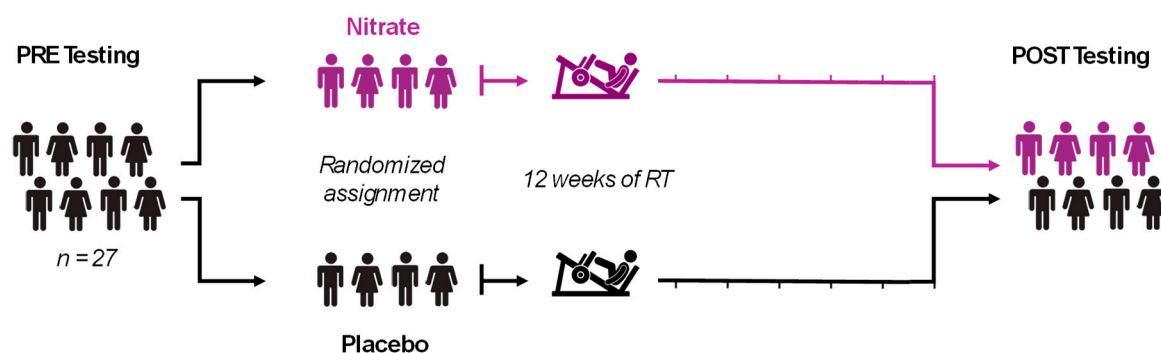 Nitrate
PRE Testing
POST Testing
Randomized
assignment
12 weeks of RT
n = 27
Placebo